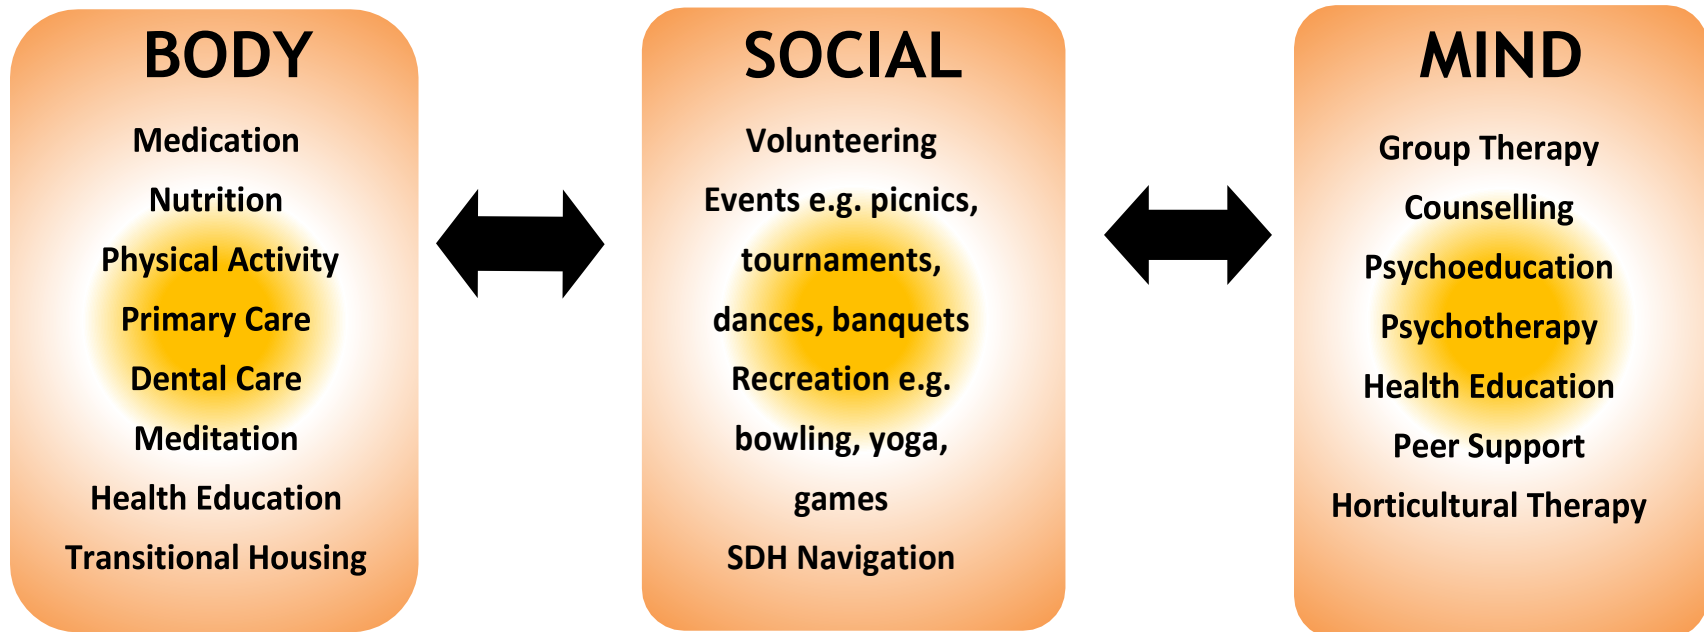 BODY
Medication
Nutrition
Physical Activity
Primary Care
Dental Care
Meditation
Health Education
Transitional Housing
SOCIAL
Volunteering
Events e.g. picnics,
tournaments,
dances, banquets
Recreation e.g.
bowling, yoga,
games
SDH Navigation
MIND
Group Therapy
Counselling
Psychoeducation
Psychotherapy
Health Education
Peer Support
Horticultural Therapy